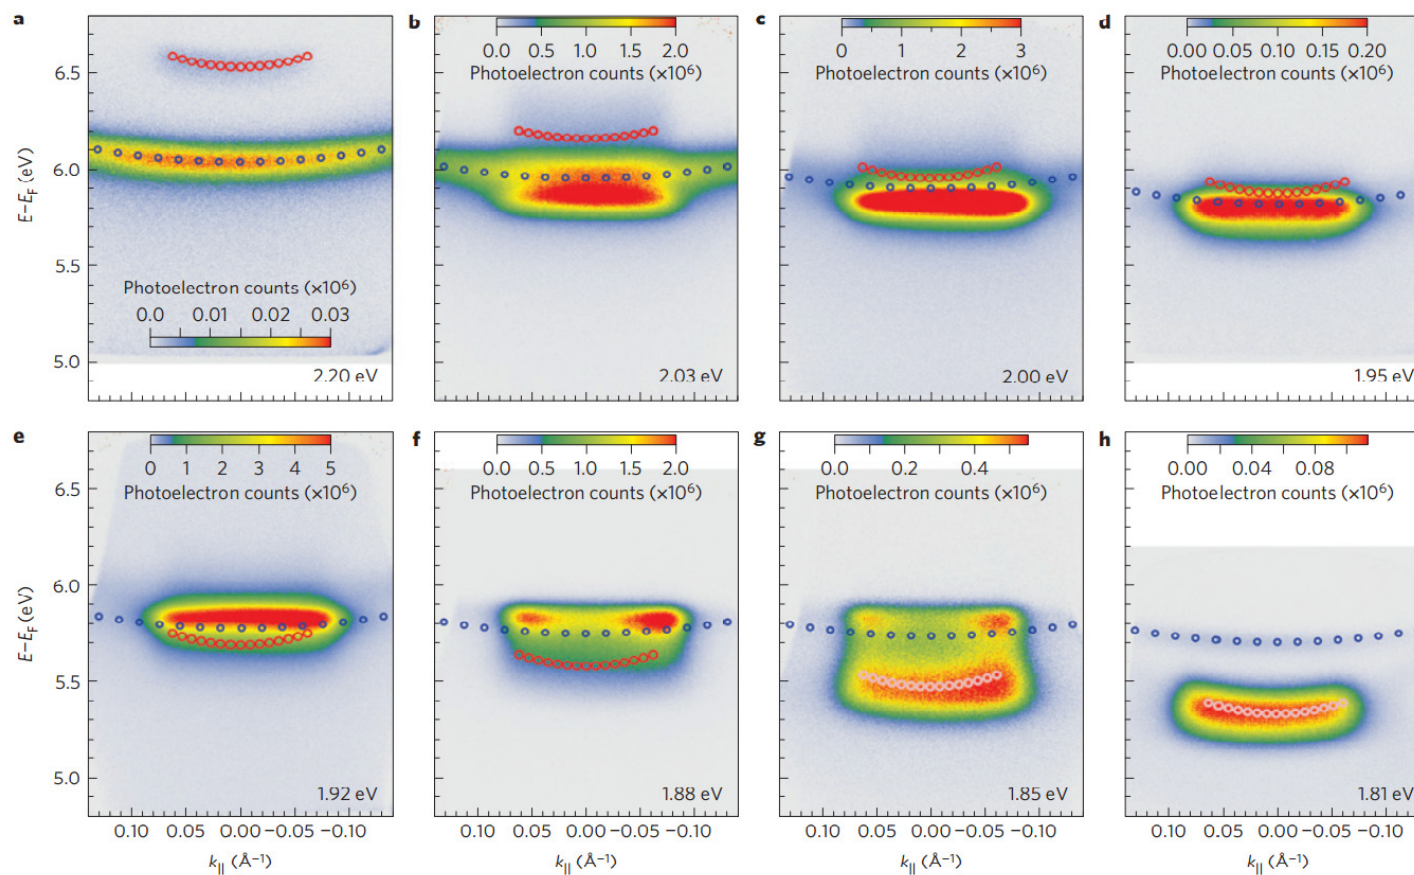 a
b
c
d
0.0 0.5 1.0 1.5 2.0
Photoelectron counts (×10⁶)
0 1 2 3
Photoelectron counts (×10⁶)
0.00 0.05 0.10 0.15 0.20
Photoelectron counts (×10⁶)
6.5
6.0
5.5
5.0
E−E_F (eV)
Photoelectron counts (×10⁶)
0.0 0.01 0.02 0.03
2.20 eV
2.03 eV
2.00 eV
1.95 eV
e
f
g
h
0 1 2 3 4 5
Photoelectron counts (×10⁶)
0.0 0.5 1.0 1.5 2.0
Photoelectron counts (×10⁶)
0.0 0.2 0.4
Photoelectron counts (×10⁶)
0.00 0.04 0.08
Photoelectron counts (×10⁶)
6.5
6.0
5.5
5.0
E−E_F (eV)
1.92 eV
1.88 eV
1.85 eV
1.81 eV
0.10 0.05 0.00 −0.05 −0.10
0.10 0.05 0.00 −0.05 −0.10
0.10 0.05 0.00 −0.05 −0.10
0.10 0.05 0.00 −0.05 −0.10
k|| (Å⁻¹)
k|| (Å⁻¹)
k|| (Å⁻¹)
k|| (Å⁻¹)